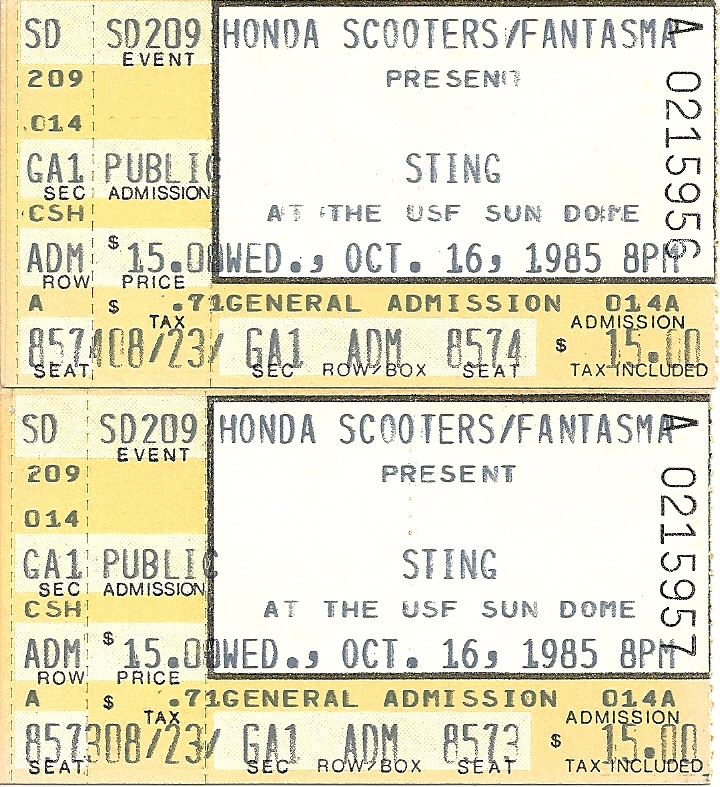 SD SD209 HONDA SCOOTERS/FANTASMA
EVENT
209 PRESENT
014
GA1 PUBLIC STING
SEC ADMISSION
CSH AT THE USF SUN DOME
ADM $ 15.00 WED., OCT. 16, 1985 8PM
ROW PRICE
A $ .71 GENERAL ADMISSION 014A
TAX ADMISSION
8574 08/23/ GA1 ADM 8574 $ 15.00
SEAT SEC ROW/BOX SEAT TAX INCLUDED
A 0215956
SD SD209 HONDA SCOOTERS/FANTASMA
EVENT
209 PRESENT
014
GA1 PUBLIC STING
SEC ADMISSION
CSH AT THE USF SUN DOME
ADM $ 15.00 WED., OCT. 16, 1985 8PM
ROW PRICE
A $ .71 GENERAL ADMISSION 014A
TAX ADMISSION
8573 08/23/ GA1 ADM 8573 $ 15.00
SEAT SEC ROW/BOX SEAT TAX INCLUDED
A 0215957